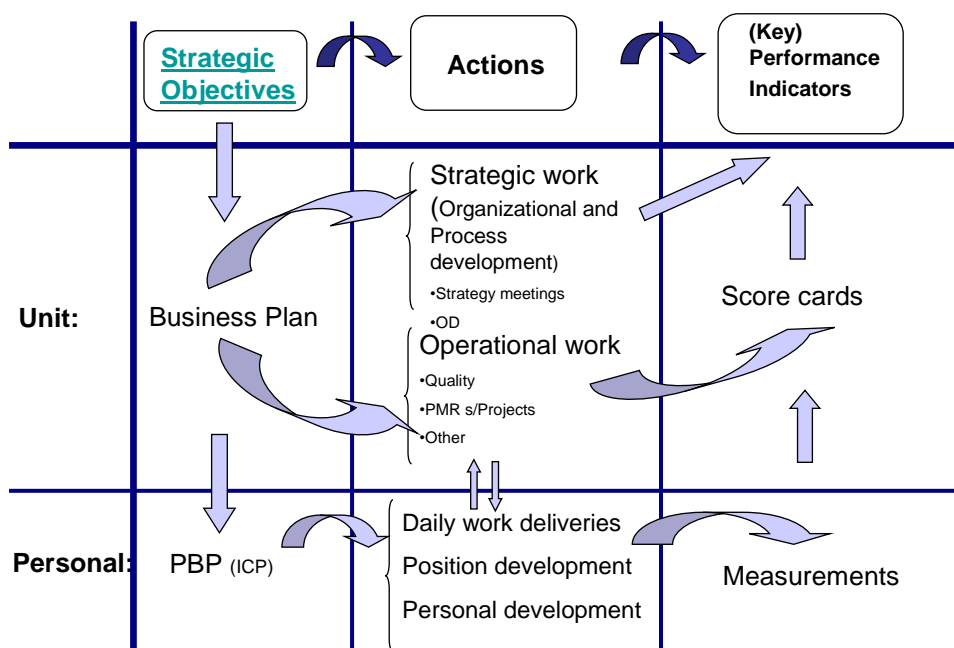 Strategic
Objectives
Actions
(Key)
Performance
Indicators
Unit:
Business Plan
Strategic work
(Organizational and
Process
development)
•Strategy meetings
•OD
Operational work
•Quality
•PMR s/Projects
•Other
Score cards
Personal:
PBP (ICP)
Daily work deliveries
Position development
Personal development
Measurements